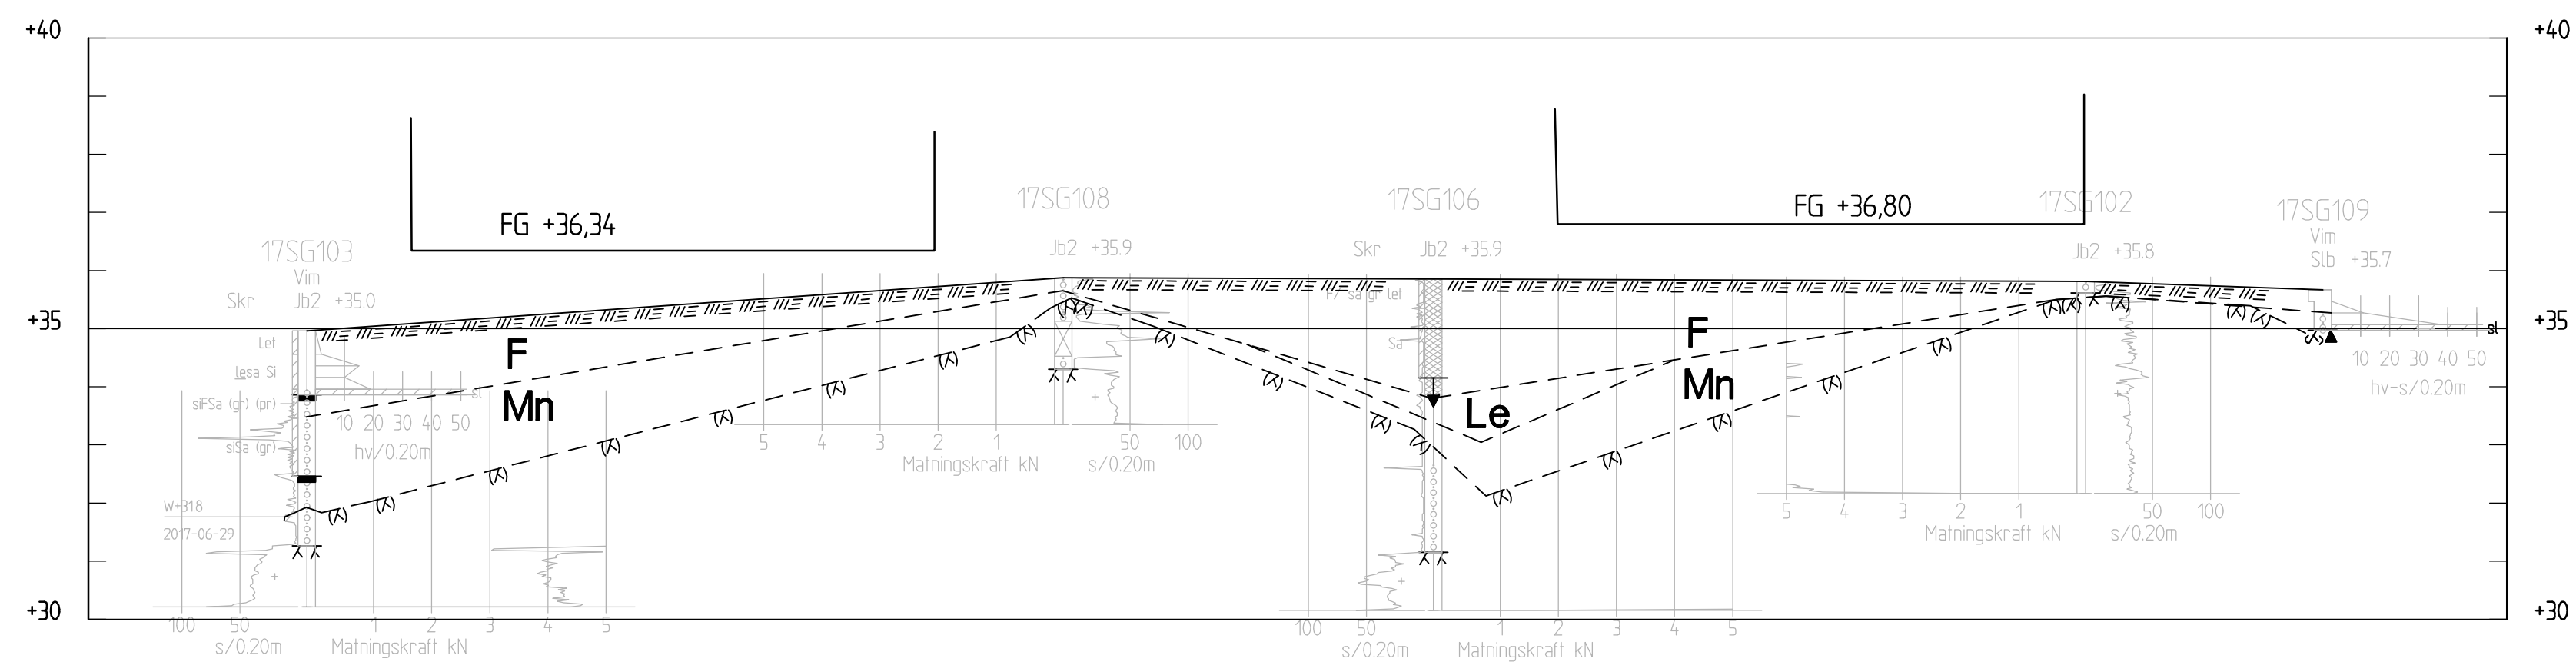 +40
+40
17SG108
17SG106
17SG102
17SG109
FG +36,34
FG +36,80
17SG103
Vim
Jb2 +35.9
Skr Jb2 +35.9
Jb2 +35.8
Slb +35.7
Vim
Skr Jb2 +35.0
F/ sa gr let
+35
+35
Let
F
F
Sa
sl
lesa Si
Mn
Mn
10 20 30 40 50
hv-s/0.20m
siFSa (gr) (pr)
sl
Le
10 20 30 40 50
siSa (gr)
hv/0.20m
5 4 3 2 1
50 100
Matningskraft kN
s/0.20m
W+31.8
2017-06-29
5 4 3 2 1
50 100
Matningskraft kN
s/0.20m
+30
+30
100 50
1 2 3 4 5
s/0.20m
Matningskraft kN
100 50
1 2 3 4 5
s/0.20m
Matningskraft kN